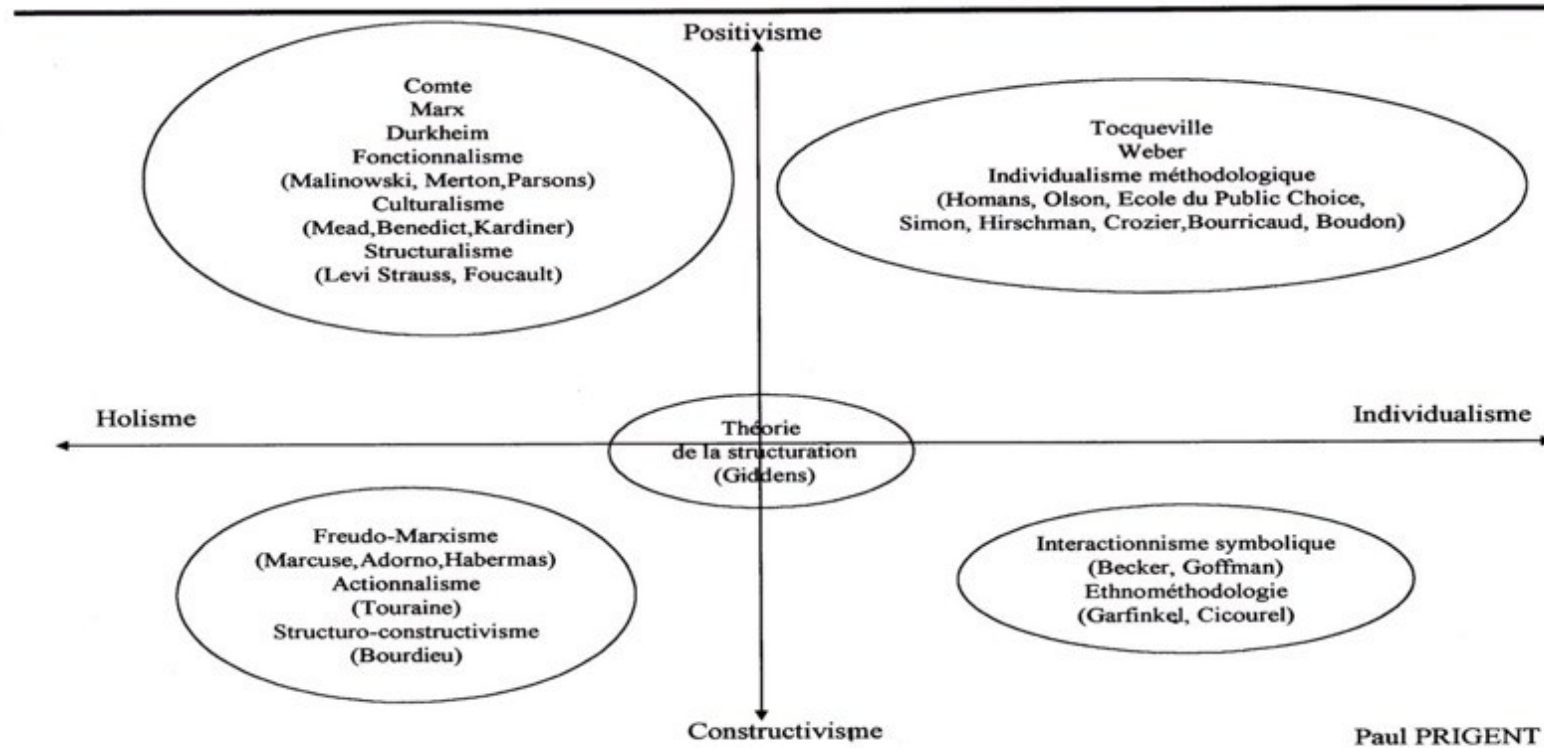 Positivisme
Comte
Marx
Durkheim
Fonctionnalisme
(Malinowski, Merton,Parsons)
Culturalisme
(Mead,Benedict,Kardiner)
Structuralisme
(Levi Strauss, Foucault)
Tocqueville
Weber
Individualisme méthodologique
(Homans, Olson, Ecole du Public Choice,
Simon, Hirschman, Crozier,Bourricaud, Boudon)
Holisme
Individualisme
Théorie
de la structuration
(Giddens)
Freudo-Marxisme
(Marcuse,Adorno,Habermas)
Actionnalisme
(Touraine)
Structuro-constructivisme
(Bourdieu)
Interactionnisme symbolique
(Becker, Goffman)
Ethnométhodologie
(Garfinkel, Cicourel)
Constructivisme
Paul PRIGENT